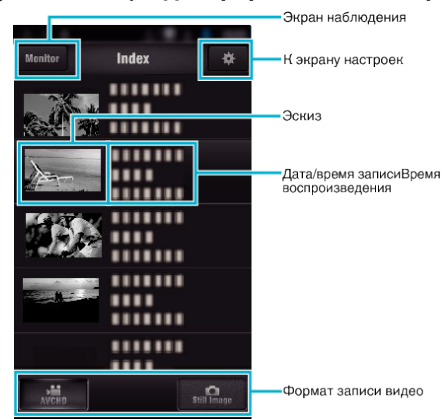 Экран наблюдения
Monitor
Index
К экрану настроек
Эскиз
Дата/время записиВремя
воспроизведения
AVCHD
Still Image
Формат записи видео